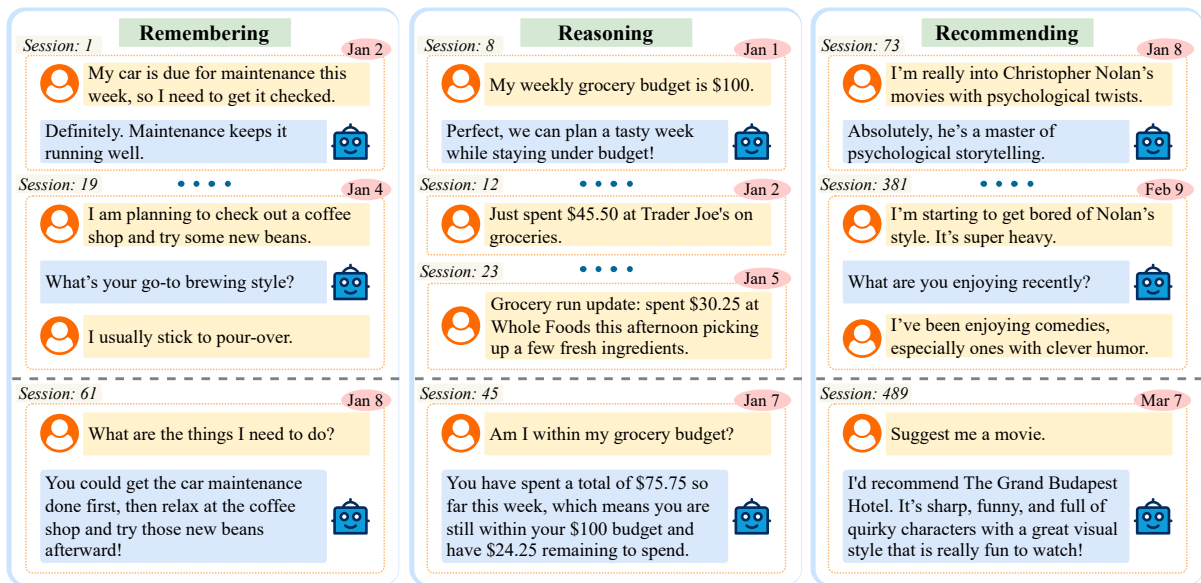 Remembering
Session: 1
Jan 2
My car is due for maintenance this
week, so I need to get it checked.
Definitely. Maintenance keeps it
running well.
Session: 19
Jan 4
I am planning to check out a coffee
shop and try some new beans.
What's your go-to brewing style?
I usually stick to pour-over.
Session: 61
Jan 8
What are the things I need to do?
You could get the car maintenance
done first, then relax at the coffee
shop and try those new beans
afterward!
Reasoning
Session: 8
Jan 1
My weekly grocery budget is $100.
Perfect, we can plan a tasty week
while staying under budget!
Session: 12
Jan 2
Just spent $45.50 at Trader Joe's on
groceries.
Session: 23
Jan 5
Grocery run update: spent $30.25 at
Whole Foods this afternoon picking
up a few fresh ingredients.
Session: 45
Jan 7
Am I within my grocery budget?
You have spent a total of $75.75 so
far this week, which means you are
still within your $100 budget and
have $24.25 remaining to spend.
Recommending
Session: 73
Jan 8
I'm really into Christopher Nolan's
movies with psychological twists.
Absolutely, he's a master of
psychological storytelling.
Session: 381
Feb 9
I'm starting to get bored of Nolan's
style. It's super heavy.
What are you enjoying recently?
I've been enjoying comedies,
especially ones with clever humor.
Session: 489
Mar 7
Suggest me a movie.
I'd recommend The Grand Budapest
Hotel. It's sharp, funny, and full of
quirky characters with a great visual
style that is really fun to watch!